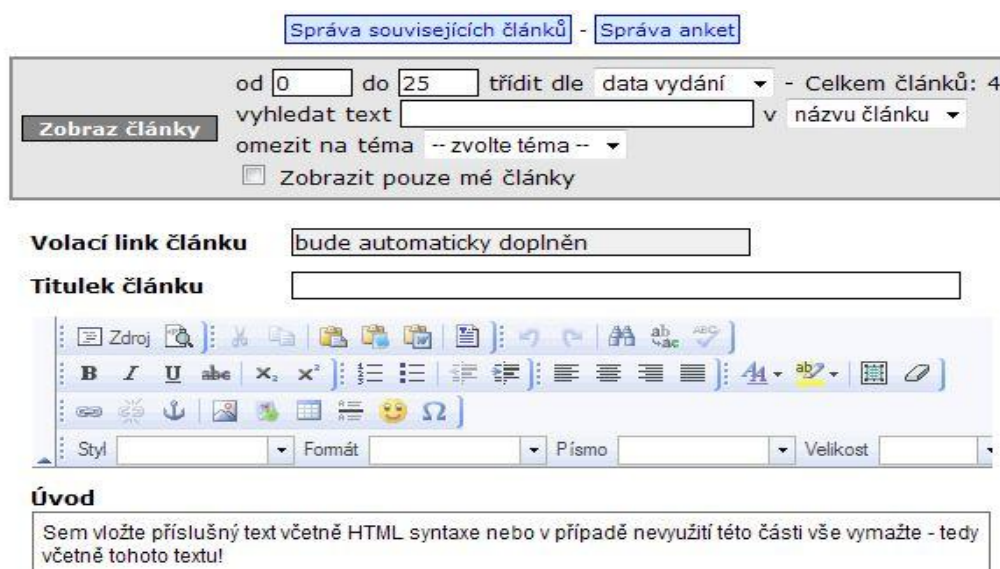 Správa souvisejících článků - Správa anket
od 0 do 25 třídit dle data vydání - Celkem článků: 4
vyhledat text v názvu článku
Zobraz články
omezit na téma -- zvolte téma --
Zobrazit pouze mé články
Volací link článku bude automaticky doplněn
Titulek článku
Zdroj
Styl Formát Písmo Velikost
Úvod
Sem vložte příslušný text včetně HTML syntaxe nebo v případě nevyužití této části vše vymažte - tedy
včetně tohoto textu!